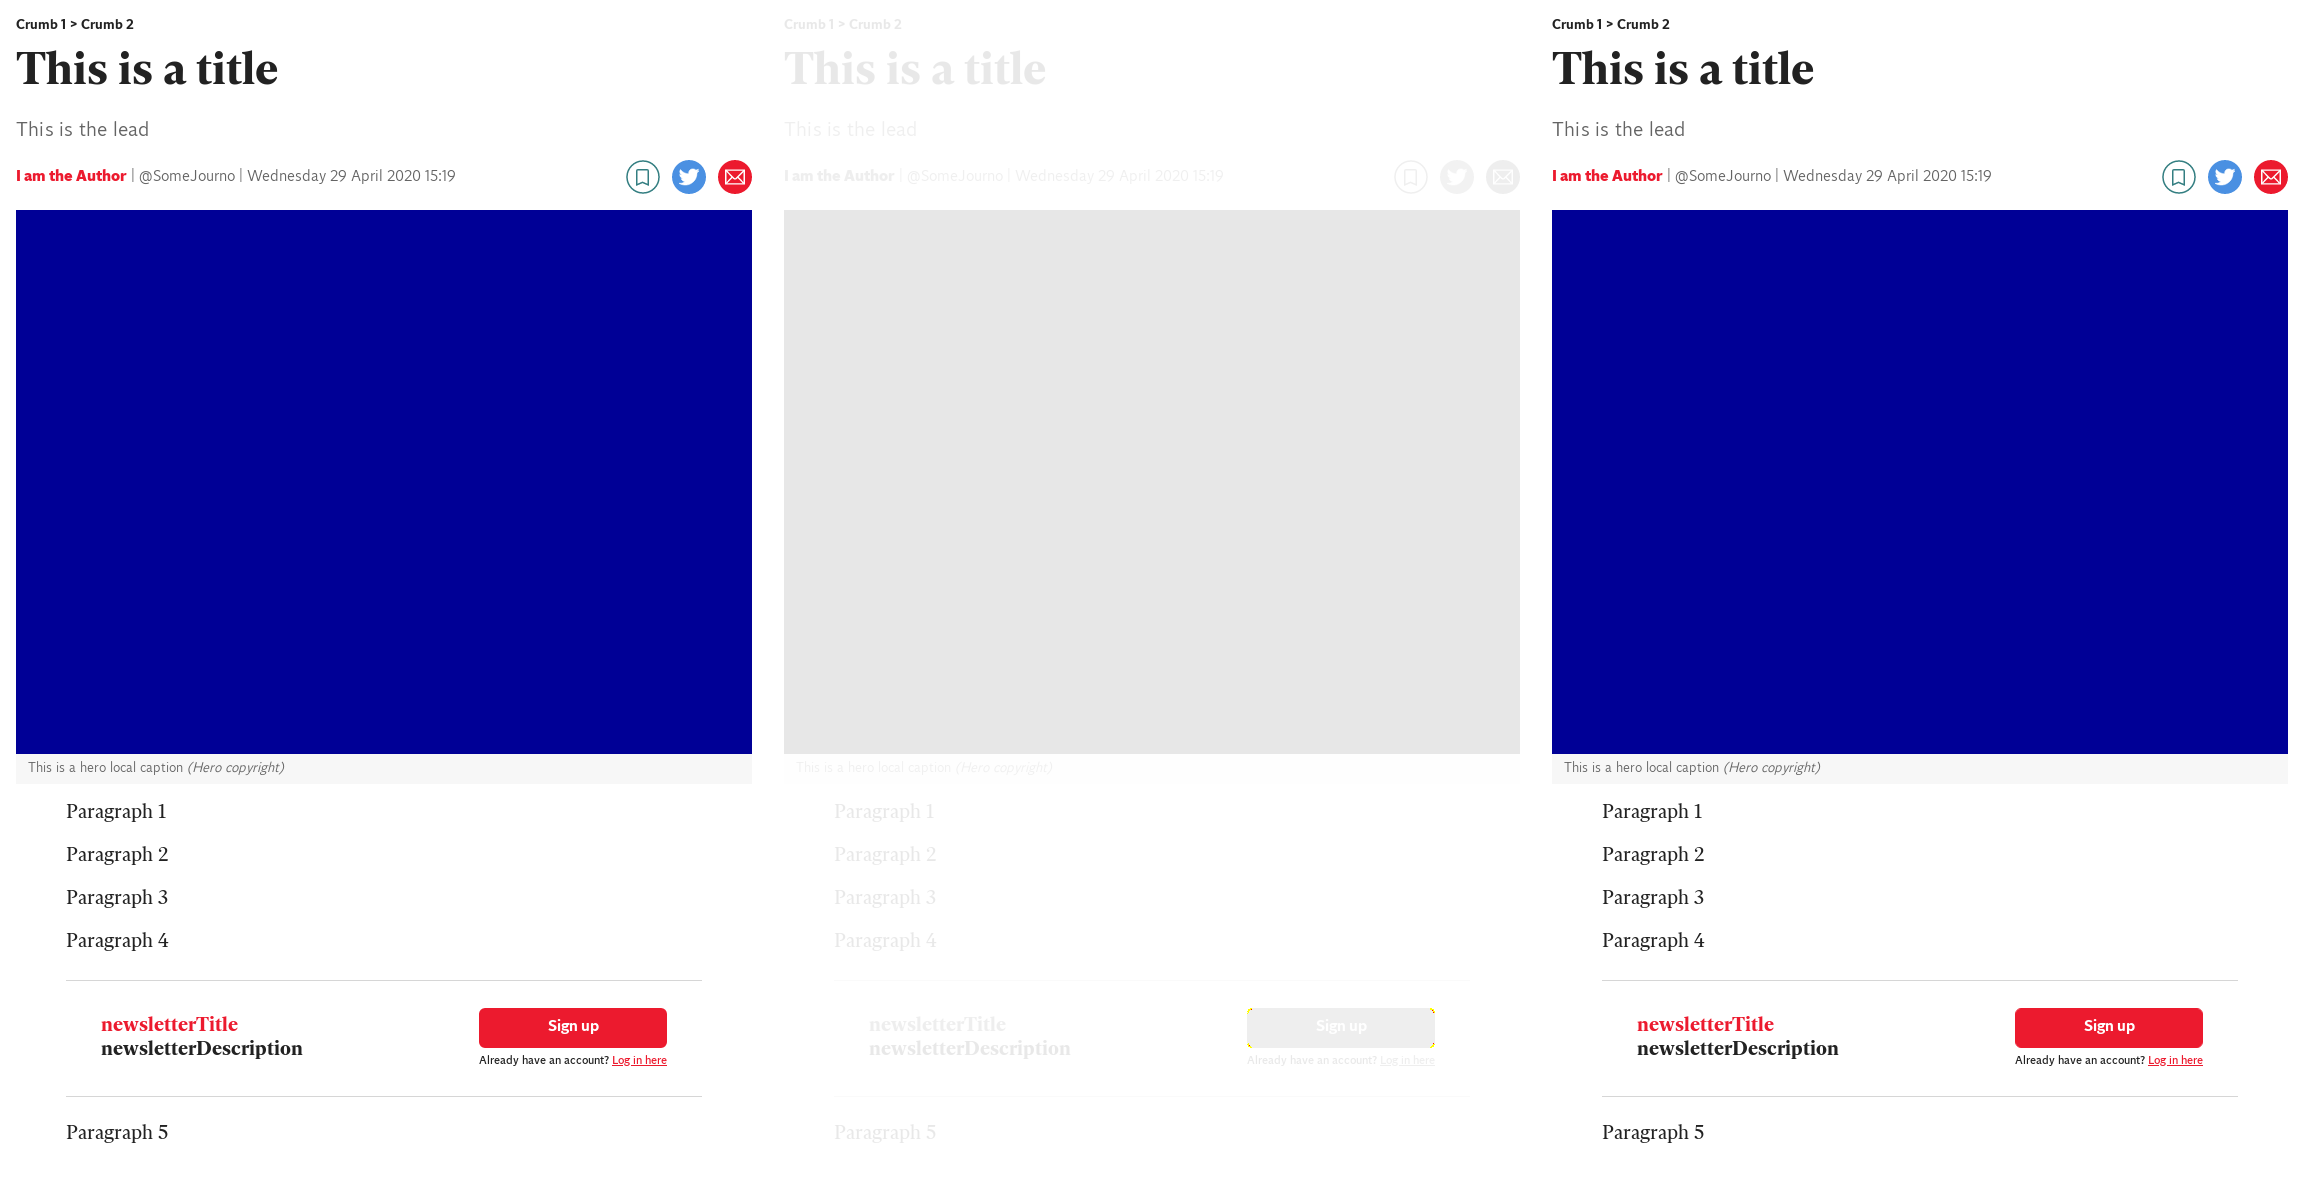 Crumb 1 > Crumb 2
This is a title
This is the lead
I am the Author | @SomeJourno | Wednesday 29 April 2020 15:19
This is a hero local caption (Hero copyright)
Paragraph 1
Paragraph 2
Paragraph 3
Paragraph 4
newsletterTitle
newsletterDescription
Sign up
Already have an account? Log in here
Paragraph 5
Crumb 1 > Crumb 2
This is a title
This is the lead
I am the Author | @SomeJourno | Wednesday 29 April 2020 15:19
This is a hero local caption (Hero copyright)
Paragraph 1
Paragraph 2
Paragraph 3
Paragraph 4
newsletterTitle
newsletterDescription
Sign up
Already have an account? Log in here
Paragraph 5
Crumb 1 > Crumb 2
This is a title
This is the lead
I am the Author | @SomeJourno | Wednesday 29 April 2020 15:19
This is a hero local caption (Hero copyright)
Paragraph 1
Paragraph 2
Paragraph 3
Paragraph 4
newsletterTitle
newsletterDescription
Sign up
Already have an account? Log in here
Paragraph 5